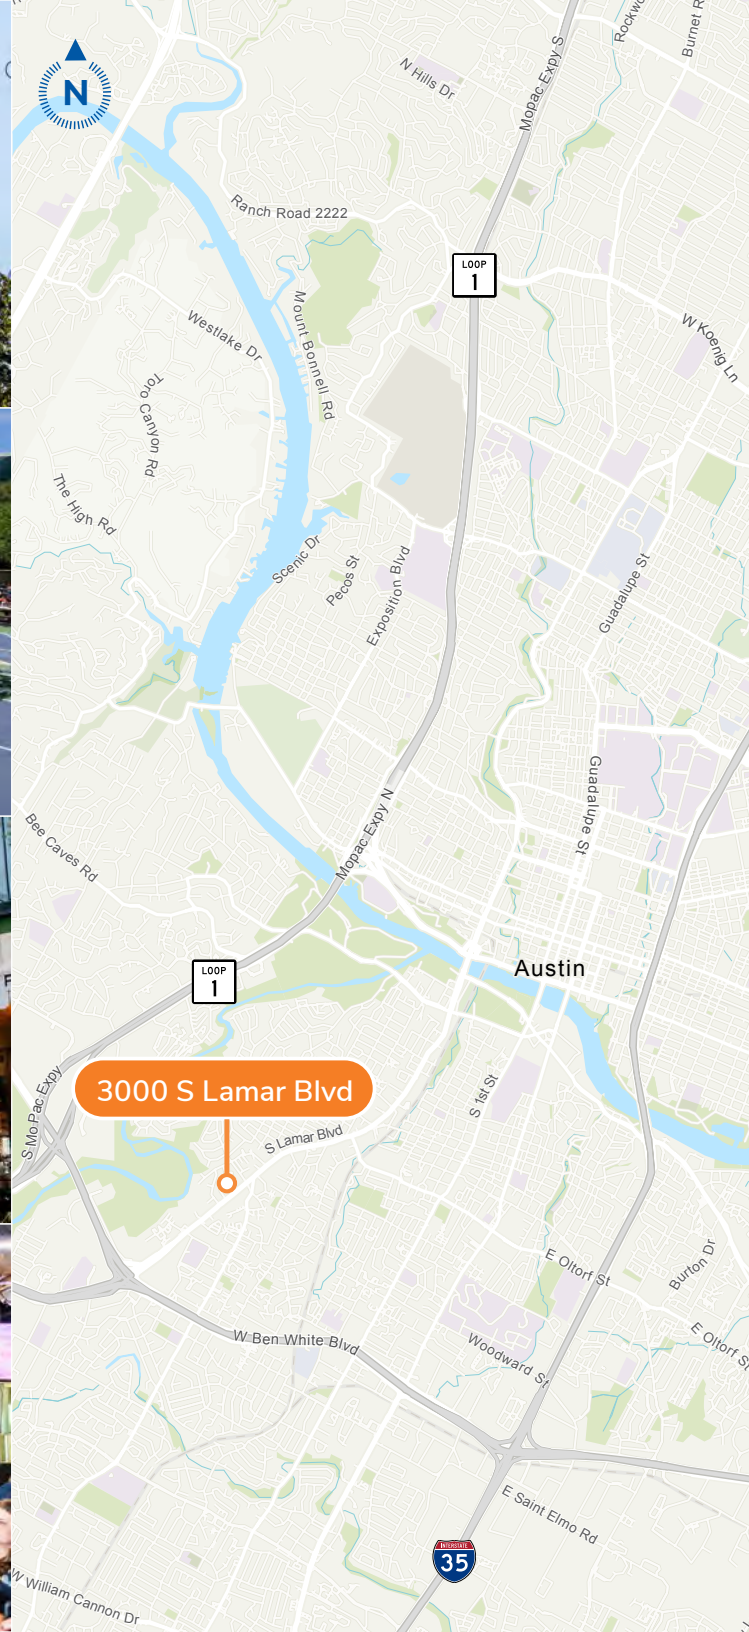 N
N Hills Dr
Mopac Expy S
Ranch Road 2222
LOOP
1
Mount Bonnell Rd
Westlake Dr
W Koenig Ln
Toro Canyon Rd
The High Rd
Scenic Dr
Pecos St
Exposition Blvd
Guadalupe St
Guadalupe St
Mopac Expy N
Bee Caves Rd
Austin
LOOP
1
S Mo Pac Expy
3000 S Lamar Blvd
S 1st St
S Lamar Blvd
E Oltorf St
Burton Dr
W Ben White Blvd
Woodward St
E Oltorf St
E Saint Elmo Rd
INTERSTATE
35
W William Cannon Dr